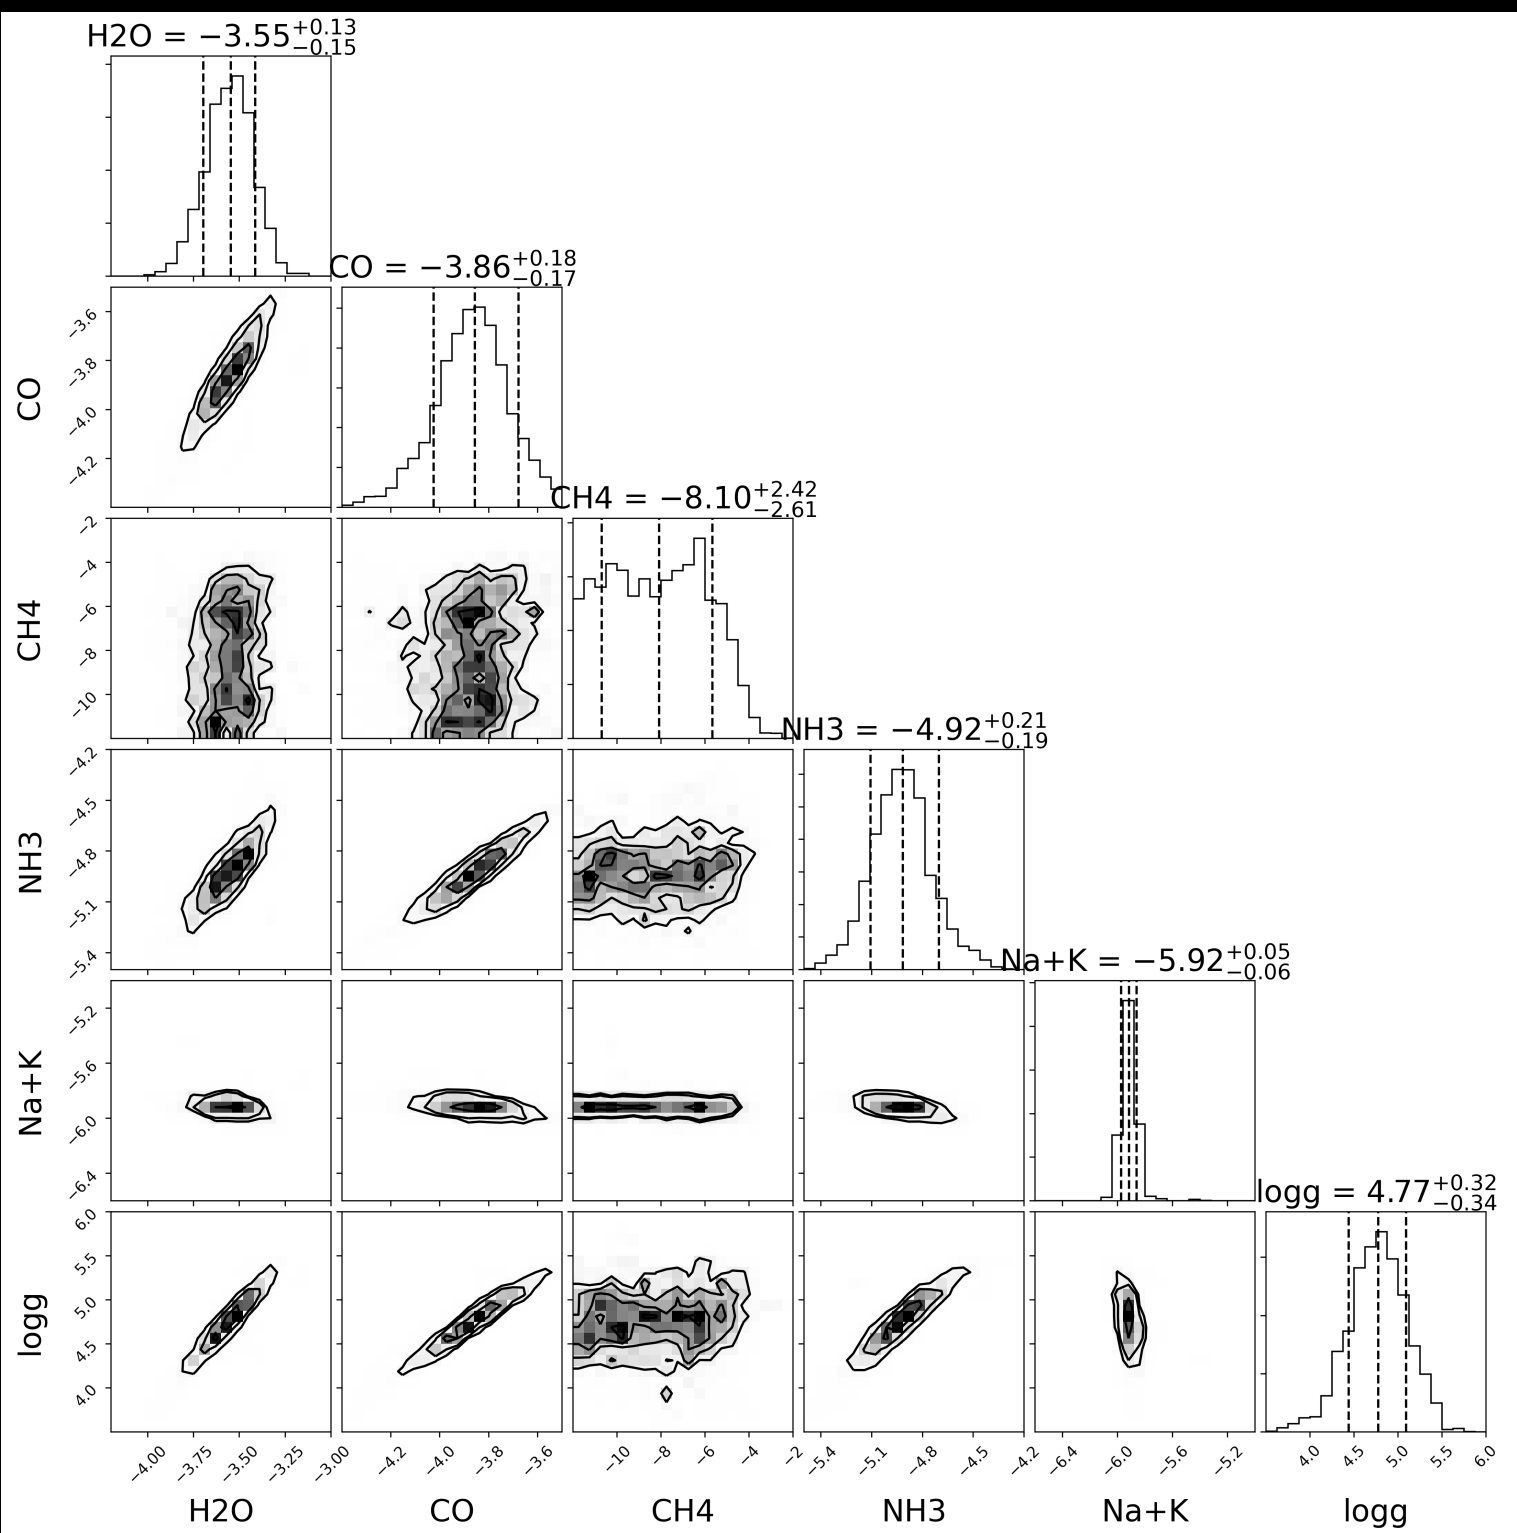 H2O = −3.55 +0.13 −0.15
CO = −3.86 +0.18 −0.17
−3.6
−3.8
−4.0
−4.2
CO
CH4 = −8.10 +2.42 −2.61
−2
−4
−6
−8
−10
CH4
NH3 = −4.92 +0.21 −0.19
−4.2
−4.5
−4.8
−5.1
−5.4
NH3
Na+K = −5.92 +0.05 −0.06
−5.2
−5.6
−6.0
−6.4
Na+K
logg = 4.77 +0.32 −0.34
6.0
5.5
5.0
4.5
4.0
logg
−4.00 −3.75 −3.50 −3.25 −3.00 −4.2 −4.0 −3.8 −3.6 −10 −8 −6 −4 −2 −5.4 −5.1 −4.8 −4.5 −4.2 −6.4 −6.0 −5.6 −5.2 4.0 4.5 5.0 5.5 6.0
H2O CO CH4 NH3 Na+K logg